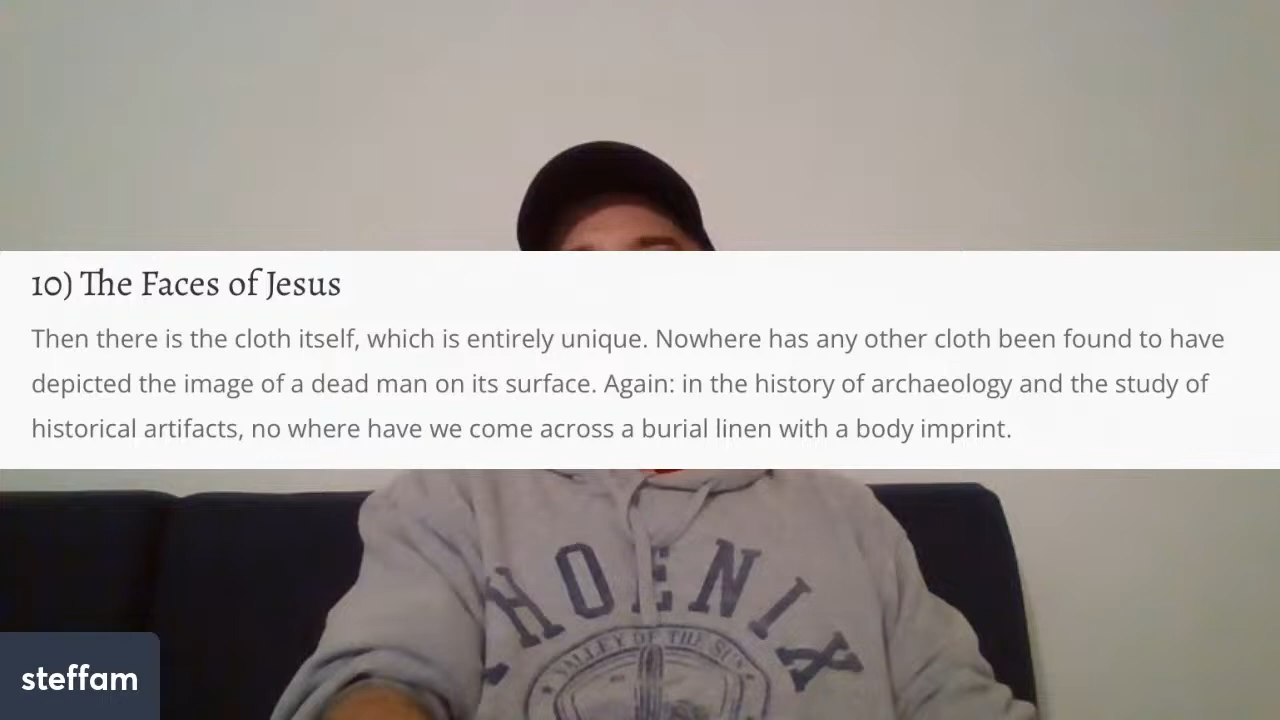 10) The Faces of Jesus
Then there is the cloth itself, which is entirely unique. Nowhere has any other cloth been found to have
depicted the image of a dead man on its surface. Again: in the history of archaeology and the study of
historical artifacts, no where have we come across a burial linen with a body imprint.
HOENIX
VALLEY OF THE SUN
steffam